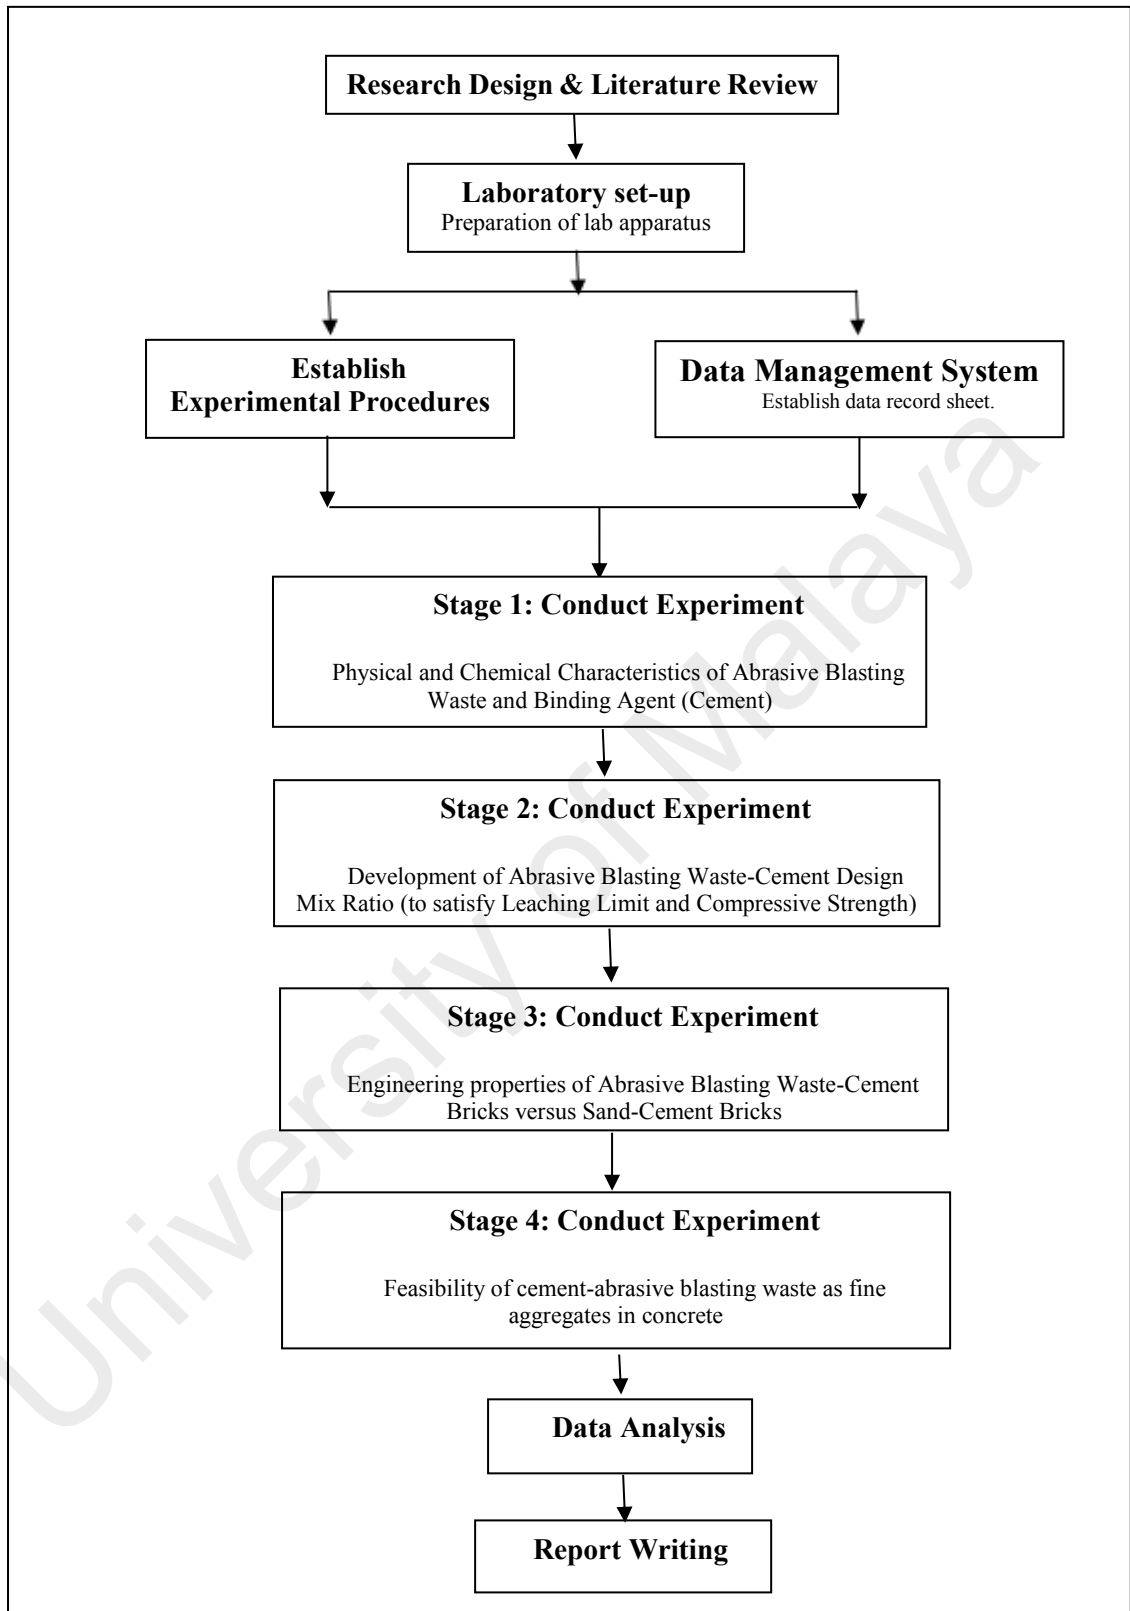 Research Design & Literature Review
Laboratory set-up
Preparation of lab apparatus
Establish
Experimental Procedures
Data Management System
Establish data record sheet.
Stage 1: Conduct Experiment
Physical and Chemical Characteristics of Abrasive Blasting
Waste and Binding Agent (Cement)
Stage 2: Conduct Experiment
Development of Abrasive Blasting Waste-Cement Design
Mix Ratio (to satisfy Leaching Limit and Compressive Strength)
Stage 3: Conduct Experiment
Engineering properties of Abrasive Blasting Waste-Cement
Bricks versus Sand-Cement Bricks
Stage 4: Conduct Experiment
Feasibility of cement-abrasive blasting waste as fine
aggregates in concrete
Data Analysis
Report Writing
University of Malaya